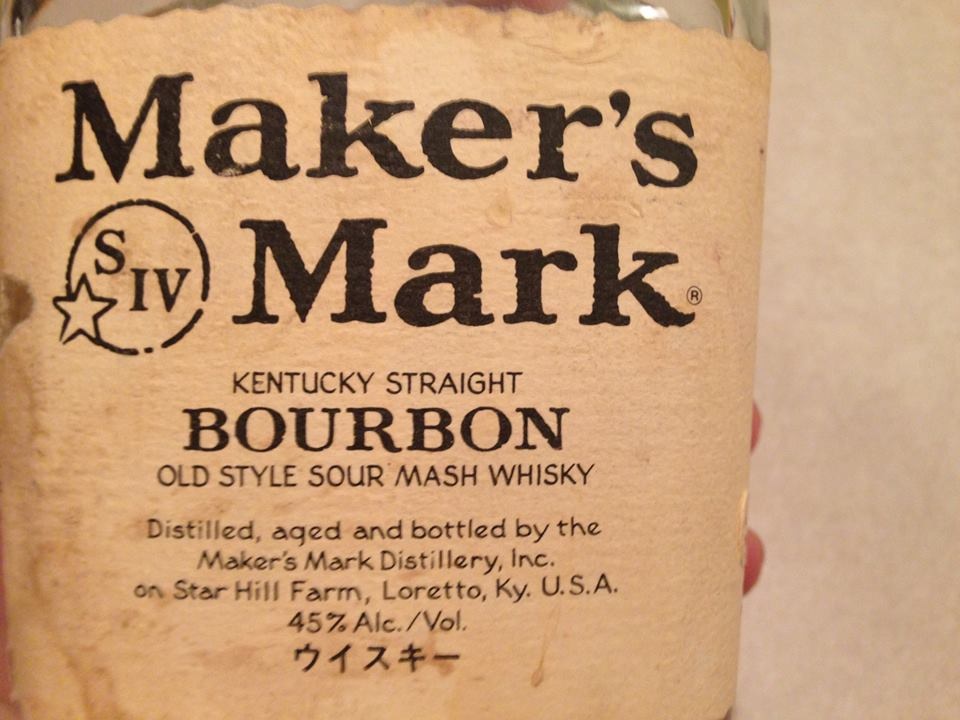 Maker's
S IV
Mark®
KENTUCKY STRAIGHT
BOURBON
OLD STYLE SOUR MASH WHISKY
Distilled, aged and bottled by the
Maker's Mark Distillery, Inc.
on Star Hill Farm, Loretto, Ky. U.S.A.
45% Alc./Vol.
ウイスキー